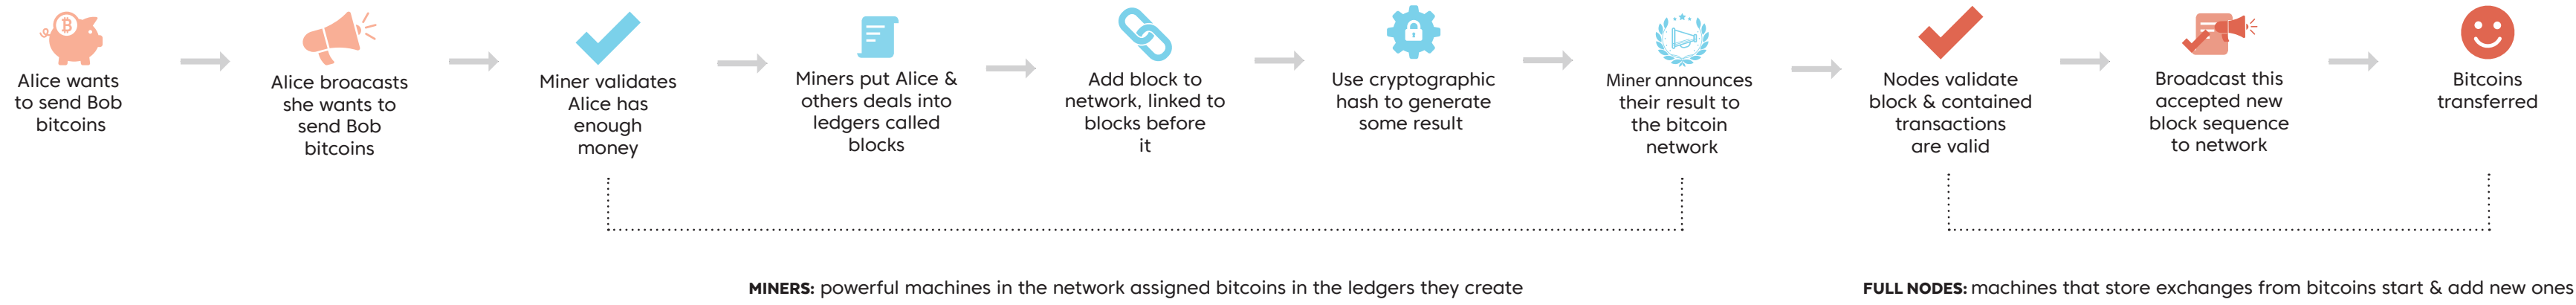 Alice wants
to send Bob
bitcoins
Alice broacasts
she wants to
send Bob
bitcoins
Miner validates
Alice has
enough
money
Miners put Alice &
others deals into
ledgers called
blocks
Add block to
network, linked to
blocks before
it
Use cryptographic
hash to generate
some result
Miner announces
their result to
the bitcoin
network
Nodes validate
block & contained
transactions
are valid
Broadcast this
accepted new
block sequence
to network
Bitcoins
transferred
MINERS: powerful machines in the network assigned bitcoins in the ledgers they create
FULL NODES: machines that store exchanges from bitcoins start & add new ones